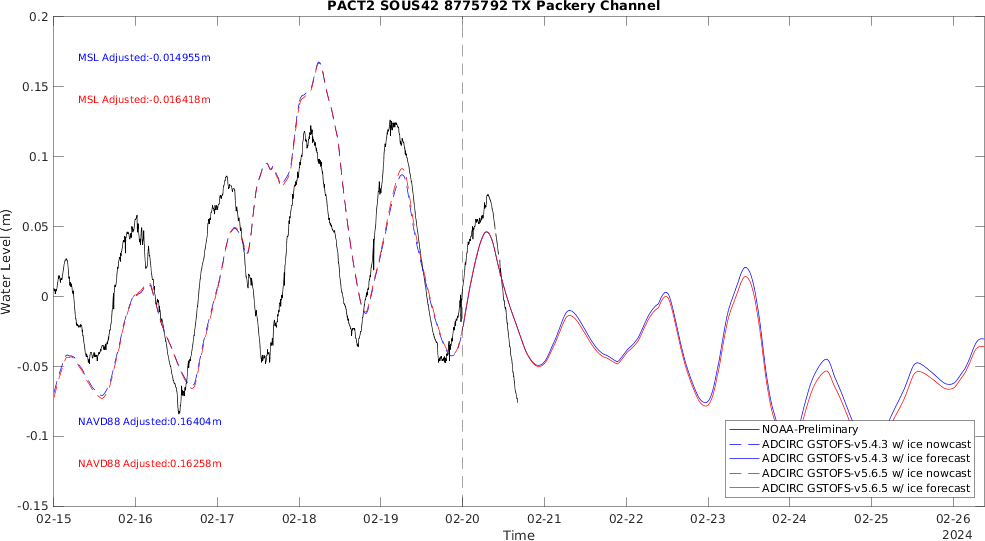 PACT2 SOUS42 8775792 TX Packery Channel
0.2
MSL Adjusted:-0.014955m
0.15
MSL Adjusted:-0.016418m
0.1
0.05
Water Level (m)
0
-0.05
NAVD88 Adjusted:0.16404m
-0.1
NAVD88 Adjusted:0.16258m
-0.15
NOAA-Preliminary
ADCIRC GSTOFS-v5.4.3 w/ ice nowcast
ADCIRC GSTOFS-v5.4.3 w/ ice forecast
ADCIRC GSTOFS-v5.6.5 w/ ice nowcast
ADCIRC GSTOFS-v5.6.5 w/ ice forecast
02-15 02-16 02-17 02-18 02-19 02-20 02-21 02-22 02-23 02-24 02-25 02-26
Time
2024